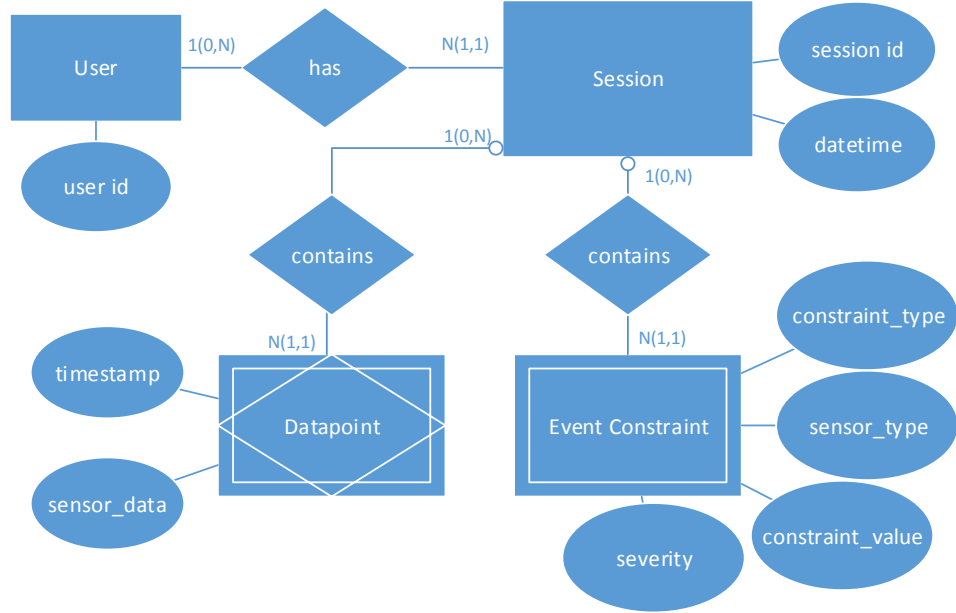 User
1(0,N)
has
N(1,1)
Session
session id
datetime
user id
1(0,N)
1(0,N)
contains
contains
N(1,1)
N(1,1)
timestamp
Datapoint
sensor_data
Event Constraint
constraint_type
sensor_type
constraint_value
severity